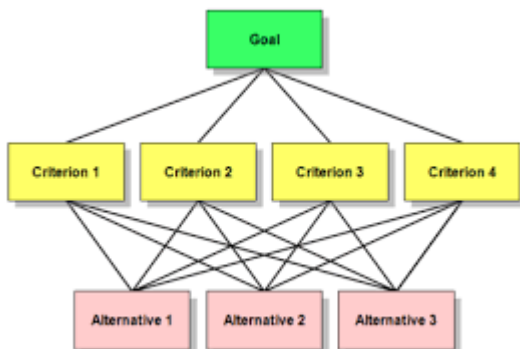 Goal
Criterion 1
Criterion 2
Criterion 3
Criterion 4
Alternative 1
Alternative 2
Alternative 3